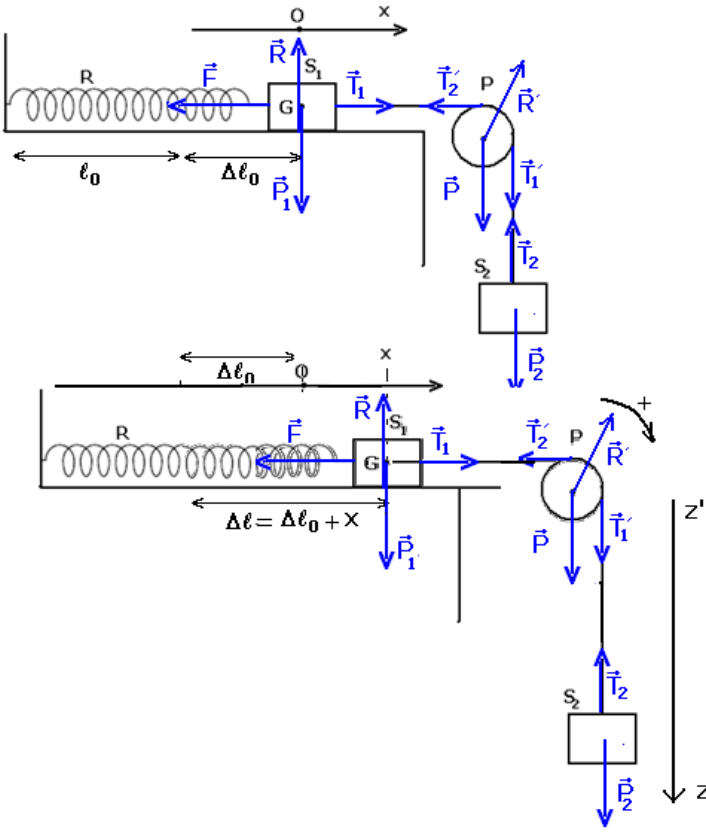 O x
R⃗ S₁
R F⃗ T⃗₁ T⃗₂′ P R⃗′
G
ℓ₀ Δℓ₀ P⃗₁ P⃗ T⃗₁′
T⃗₂
S₂
P⃗₂
Δℓ₀ O x
R⃗ S₁ +
R F⃗ T⃗₁ T⃗₂′ P R⃗′
G
Δℓ = Δℓ₀ + x P⃗₁ P⃗ T⃗₁′ z'
T⃗₂
S₂
P⃗₂ z